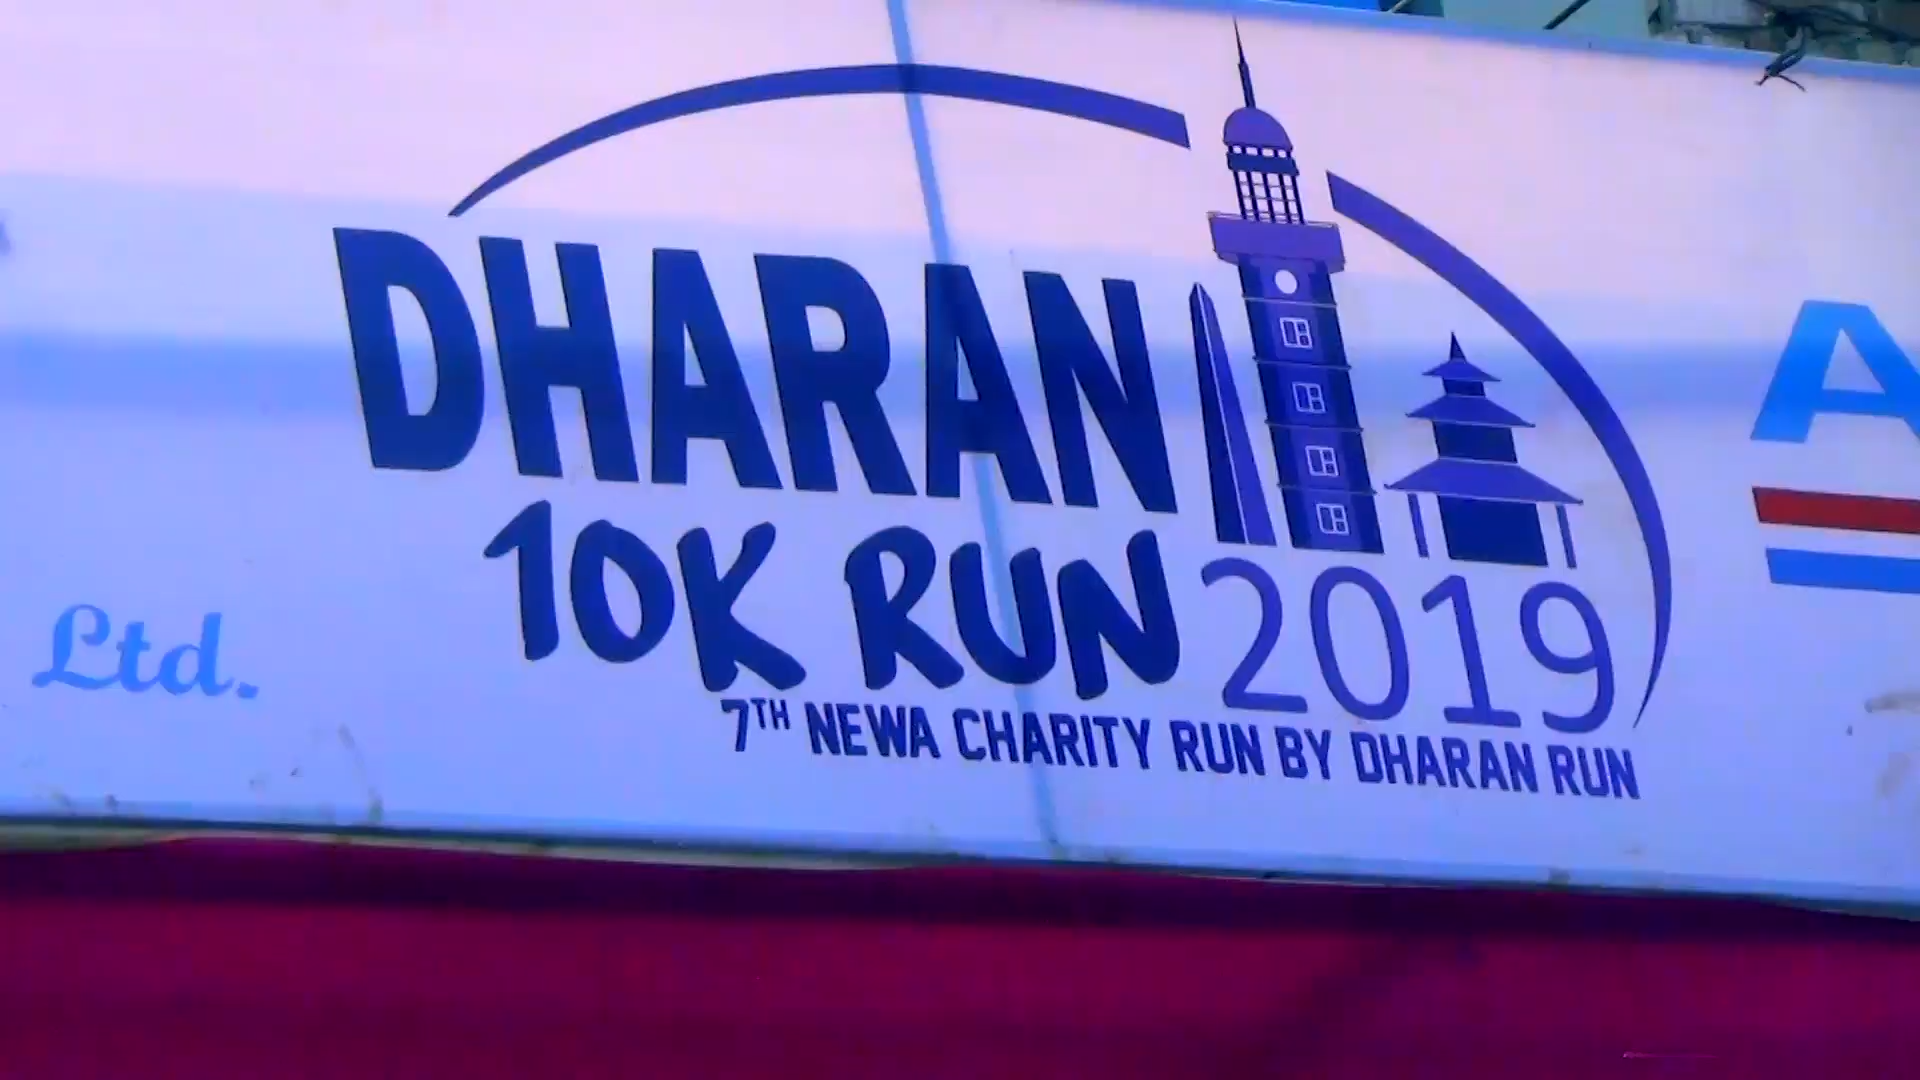 DHARAN
10K RUN 2019
7TH NEWA CHARITY RUN BY DHARAN RUN
Ltd.
A